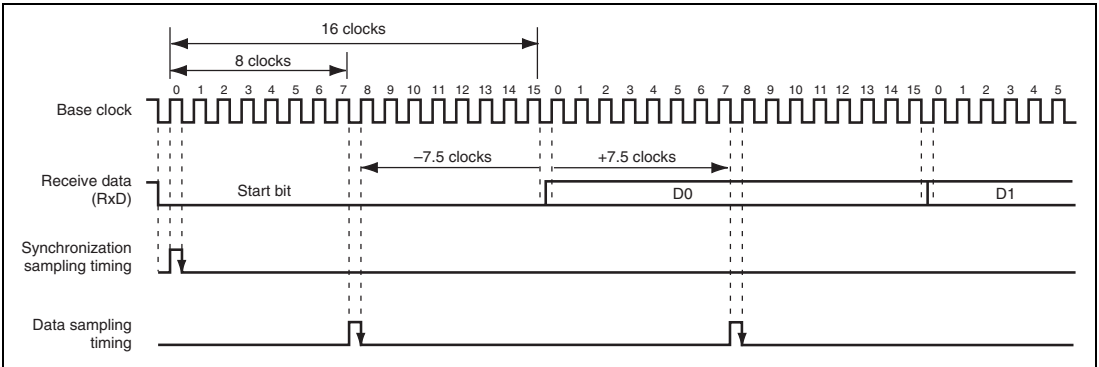 16 clocks
8 clocks
0 1 2 3 4 5 6 7 8 9 10 11 12 13 14 15 0 1 2 3 4 5 6 7 8 9 10 11 12 13 14 15 0 1 2 3 4 5
Base clock
–7.5 clocks +7.5 clocks
Receive data
(RxD)
Start bit D0 D1
Synchronization
sampling timing
Data sampling
timing